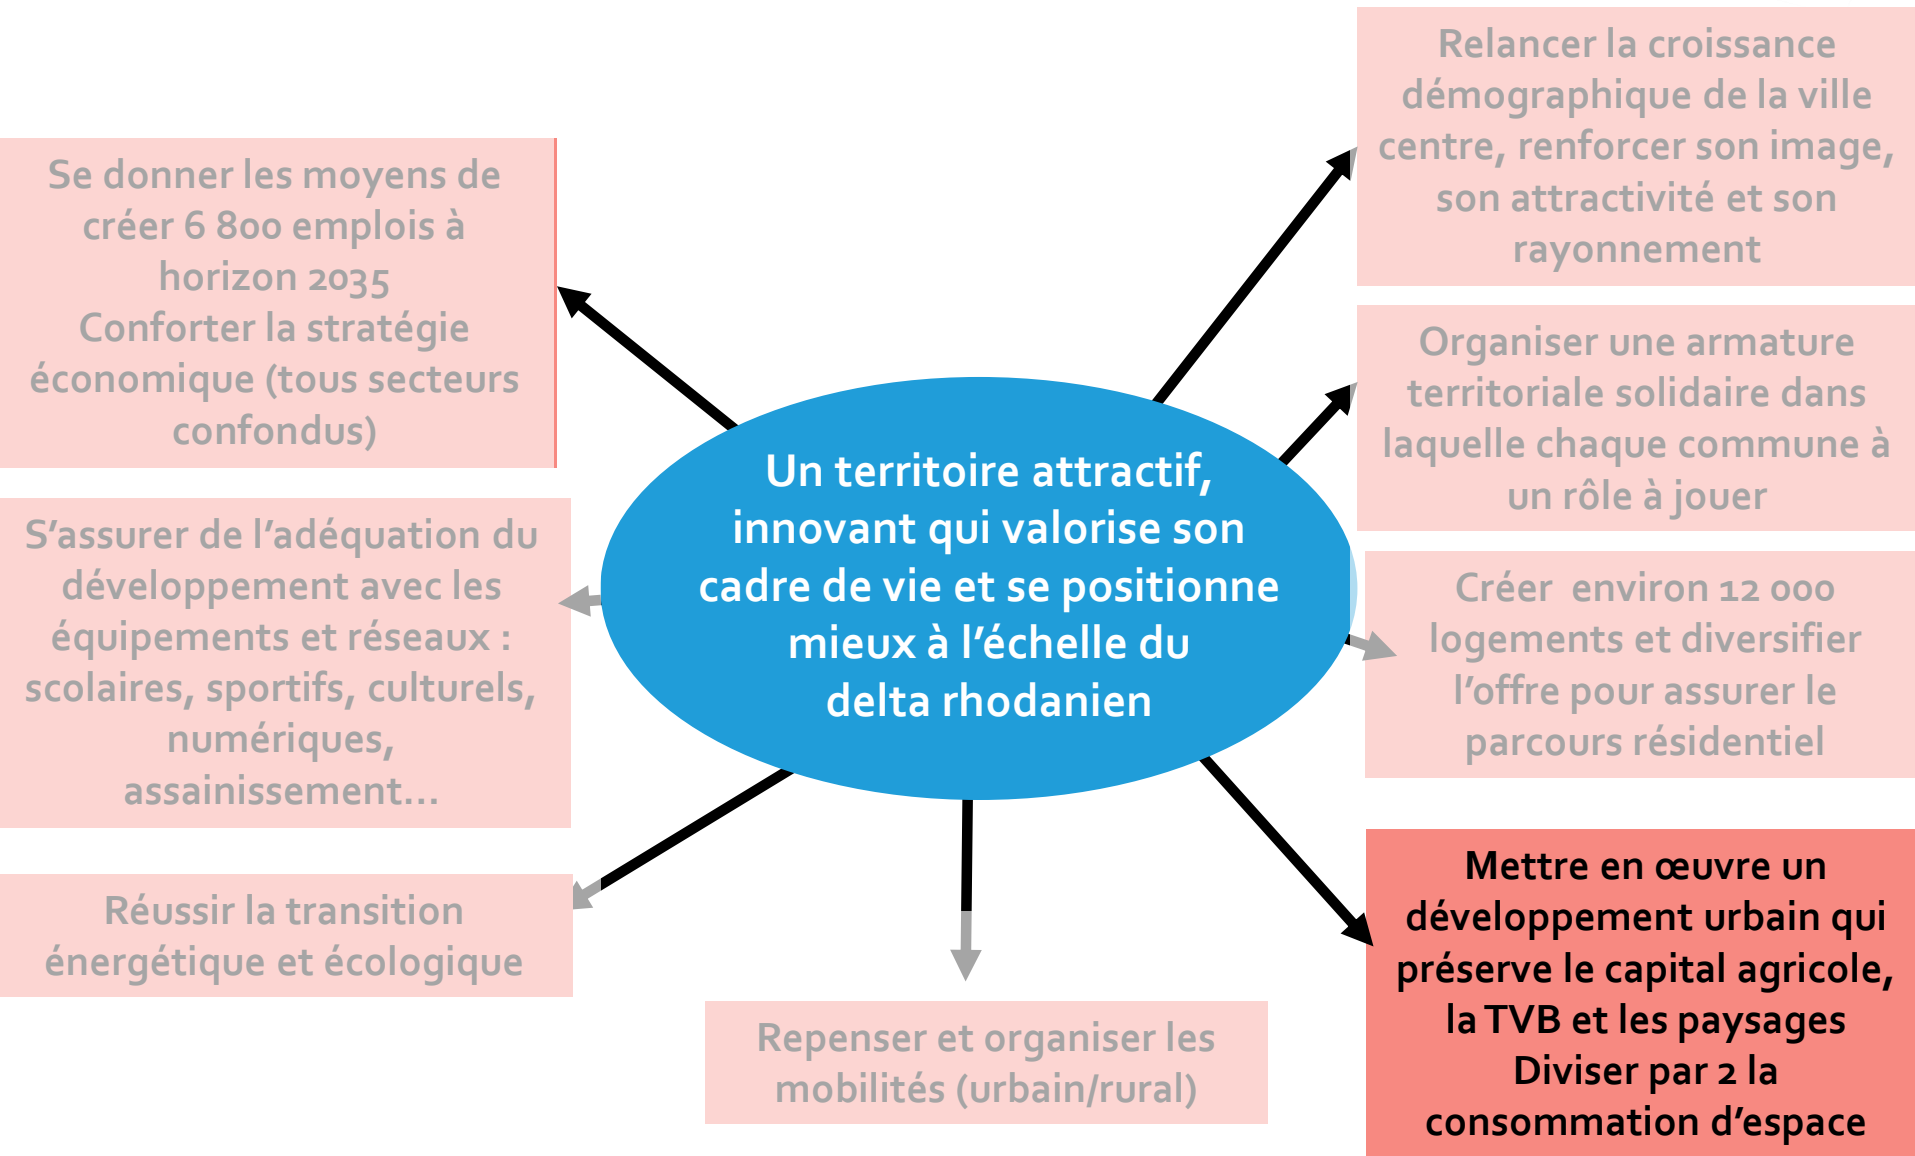 Relancer la croissance
démographique de la ville
centre, renforcer son image,
son attractivité et son
rayonnement
Se donner les moyens de
créer 6 800 emplois à
horizon 2035
Conforter la stratégie
économique (tous secteurs
confondus)
Organiser une armature
territoriale solidaire dans
laquelle chaque commune à
un rôle à jouer
Un territoire attractif,
innovant qui valorise son
cadre de vie et se positionne
mieux à l’échelle du
delta rhodanien
S’assurer de l’adéquation du
développement avec les
équipements et réseaux :
scolaires, sportifs, culturels,
numériques,
assainissement…
Créer  environ 12 000
logements et diversifier
l’offre pour assurer le
parcours résidentiel
Réussir la transition
énergétique et écologique
Repenser et organiser les
mobilités (urbain/rural)
Mettre en œuvre un
développement urbain qui
préserve le capital agricole,
la TVB et les paysages
Diviser par 2 la
consommation d’espace